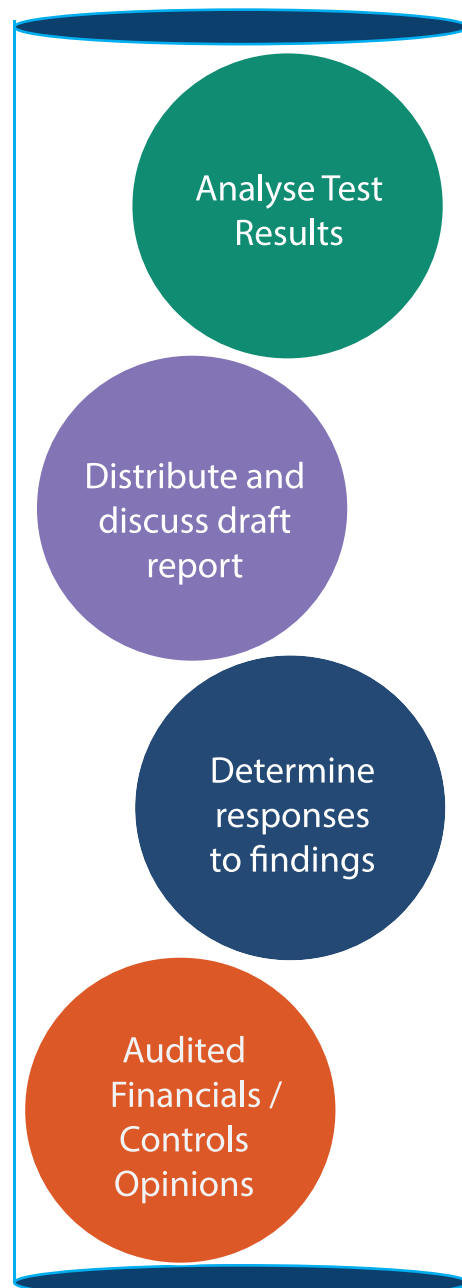 Analyse Test
Results
Distribute and
discuss draft
report
Determine
responses
to findings
Audited
Financials /
Controls
Opinions